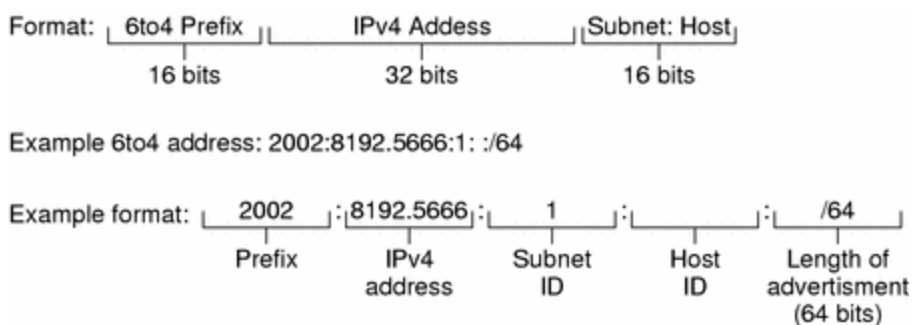 Format: 6to4 Prefix IPv4 Addess Subnet: Host
16 bits 32 bits 16 bits
Example 6to4 address: 2002:8192.5666:1: :/64
Example format: 2002 : 8192.5666 : 1 : : /64
Prefix IPv4 Subnet Host Length of
address ID ID advertisment
(64 bits)